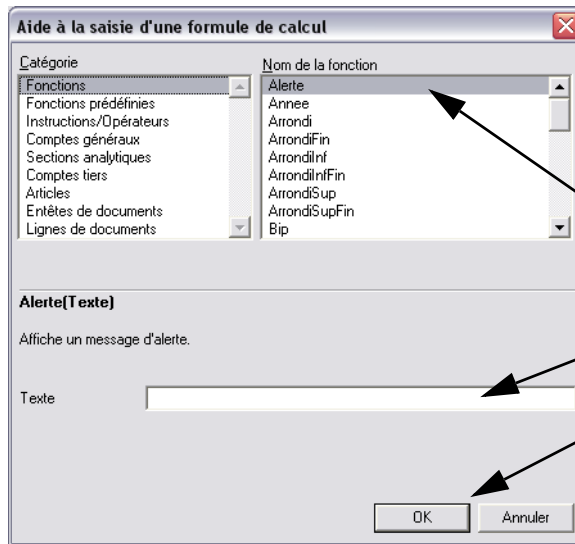 Aide à la saisie d'une formule de calcul
Catégorie
Fonctions
Fonctions prédéfinies
Instructions/Opérateurs
Comptes généraux
Sections analytiques
Comptes tiers
Articles
Entêtes de documents
Lignes de documents
Nom de la fonction
Alerte
Annee
Arrondi
ArrondiFin
ArrondiInf
ArrondiInfFin
ArrondiSup
ArrondiSupFin
Bip
Alerte(Texte)
Affiche un message d'alerte.
Texte
OK
Annuler